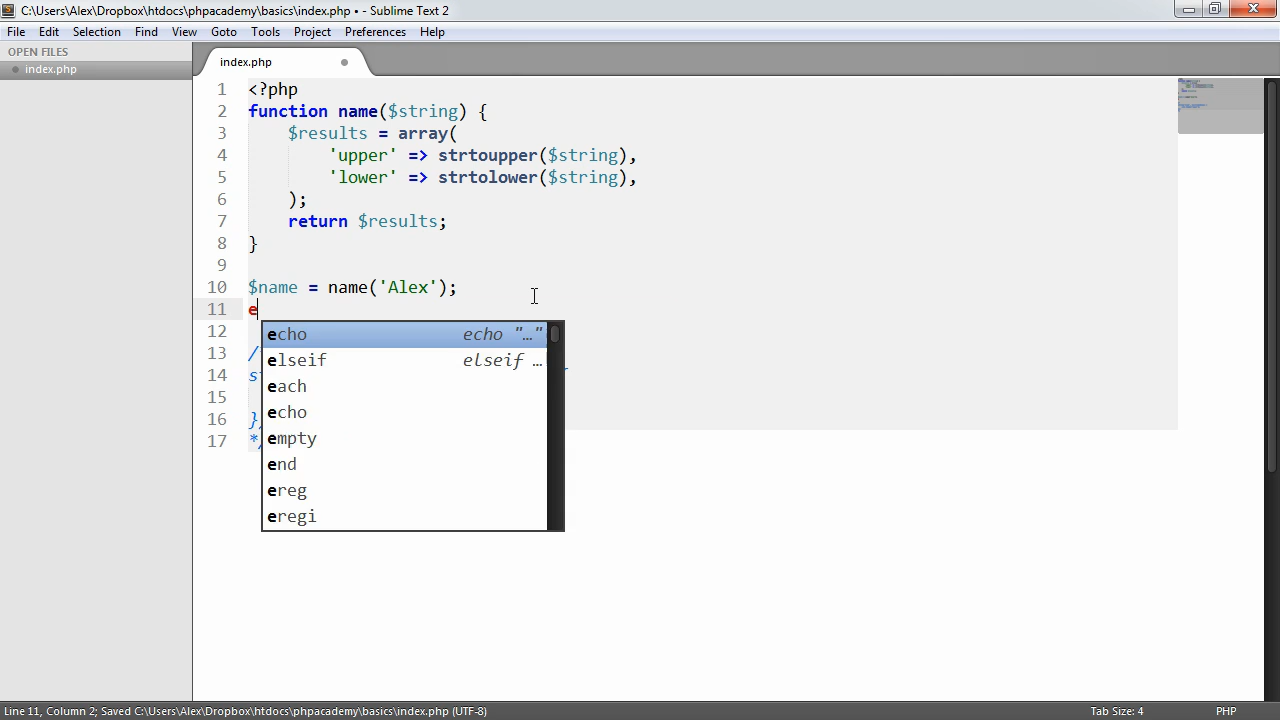 C:\Users\Alex\Dropbox\htdocs\phpacademy\basics\index.php • - Sublime Text 2
File Edit Selection Find View Goto Tools Project Preferences Help
OPEN FILES
index.php
index.php
1 <?php
2 function name($string) {
3 $results = array(
4 'upper' => strtoupper($string),
5 'lower' => strtolower($string),
6 );
7 return $results;
8 }
9
10 $name = name('Alex');
11 e
12
13 /
14 s
15
16 }
17 *
echo echo "…"
elseif elseif …
each
echo
empty
end
ereg
eregi
Line 11, Column 2; Saved C:\Users\Alex\Dropbox\htdocs\phpacademy\basics\index.php (UTF-8) Tab Size: 4 PHP